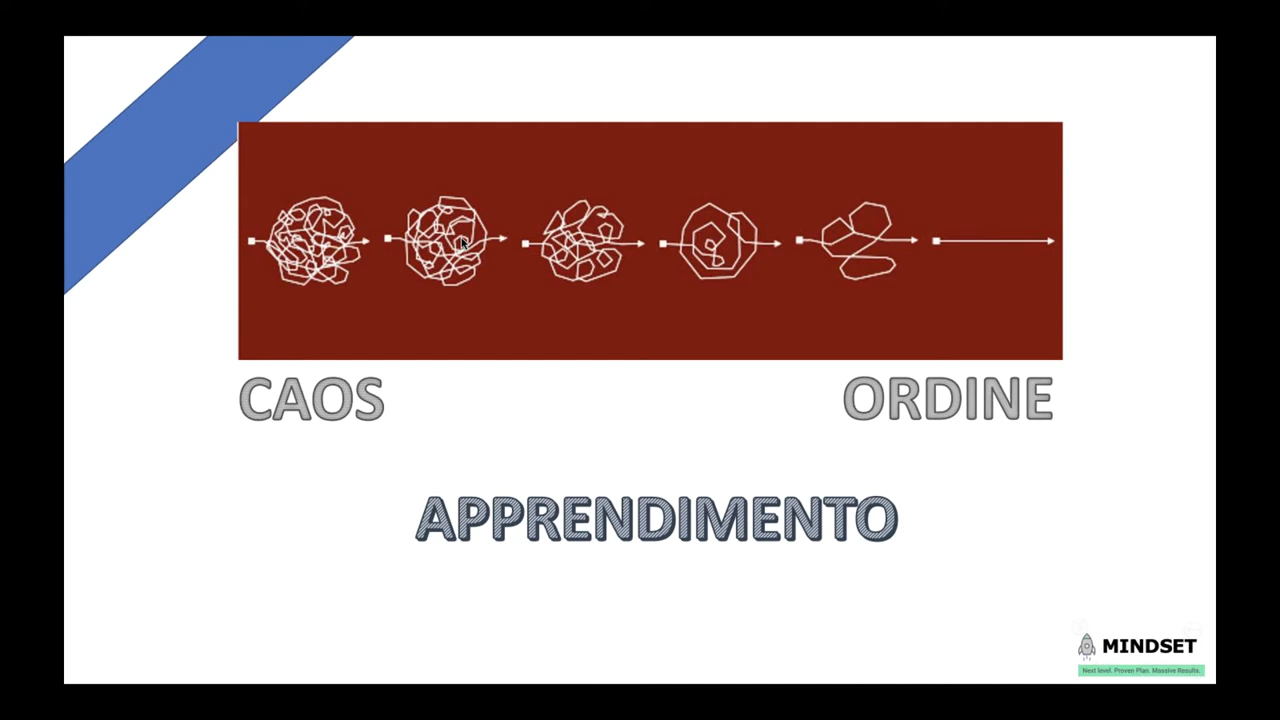 CAOS
ORDINE
APPRENDIMENTO
MINDSET
Next level. Proven Plan. Massive Results.